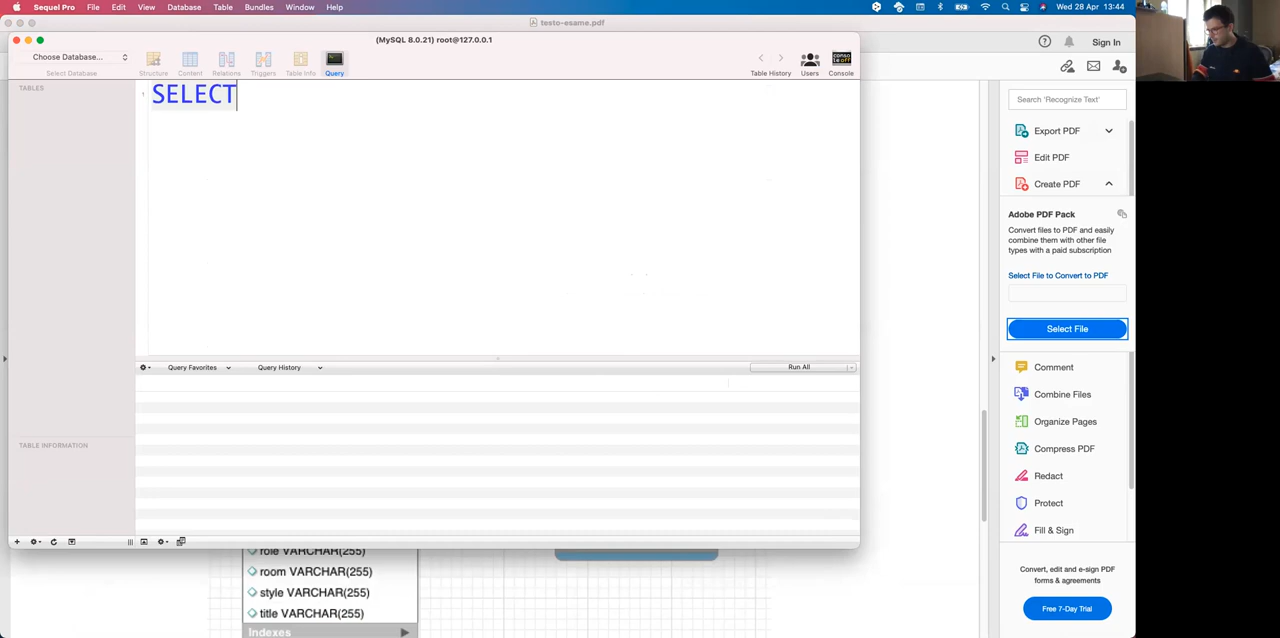 Sequel Pro File Edit View Database Table Bundles Window Help Wed 28 Apr 13:44
testo-esame.pdf
(MySQL 8.0.21) root@127.0.0.1
Choose Database...
Select Database
Structure Content Relations Triggers Table Info Query
Table History Users Console
conso
leoff
TABLES
1 SELECT
Query Favorites Query History Run All
TABLE INFORMATION
role VARCHAR(255)
room VARCHAR(255)
style VARCHAR(255)
title VARCHAR(255)
Indexes
Sign In
Search 'Recognize Text'
Export PDF
Edit PDF
Create PDF
Adobe PDF Pack
Convert files to PDF and easily
combine them with other file
types with a paid subscription
Select File to Convert to PDF
Select File
Comment
Combine Files
Organize Pages
Compress PDF
Redact
Protect
Fill & Sign
Convert, edit and e-sign PDF
forms & agreements
Free 7-Day Trial